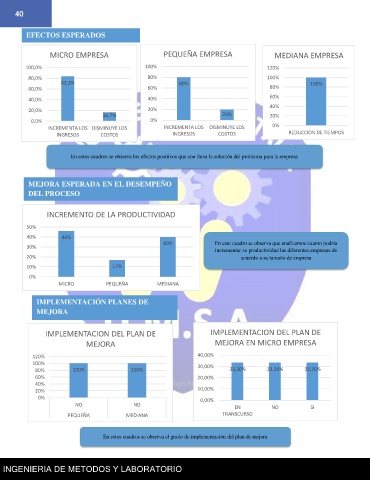 40
EFECTOS ESPERADOS
MICRO EMPRESA
100,0%
80,0%
60,0%
40,0%
20,0%
0,0%
83,3%
16,7%
INCREMENTA LOS INGRESOS
DISMINUYE LOS COSTOS
PEQUEÑA EMPRESA
100%
80%
60%
40%
20%
0%
80%
20%
INCREMENTA LOS INGRESOS
DISMINUYE LOS COSTOS
MEDIANA EMPRESA
120%
100%
80%
60%
40%
20%
0%
100%
REDUCCION DE TIEMPOS
En estos cuadros se observa los efectos positivos que con lleva la solución del problema para la empresa
MEJORA ESPERADA EN EL DESEMPEÑO
DEL PROCESO
INCREMENTO DE LA PRODUCTIVIDAD
50%
40%
30%
20%
10%
0%
17%
40%
MICRO
PEQUEÑA
MEDIANA
En este cuadro se observa que analizamos cuanto podría
incrementar su productividad las diferentes empresas de
acuerdo a su tamaño de empresa
IMPLEMENTACIÓN PLANES DE
MEJORA
IMPLEMENTACION DEL PLAN DE
MEJORA
120%
100%
80%
60%
40%
20%
0%
100%
100%
NO
NO
PEQUEÑA
MEDIANA
IMPLEMENTACION DEL PLAN DE
MEJORA EN MICRO EMPRESA
40,00%
30,00%
20,00%
10,00%
0,00%
33,30%
33,30%
33,30%
EN TRANSCURSO
NO
SI
En estos cuadros se observa el grado de implementación del plan de mejora
M.S.A
INGENIERIA DE METODOS Y LABORATORIO